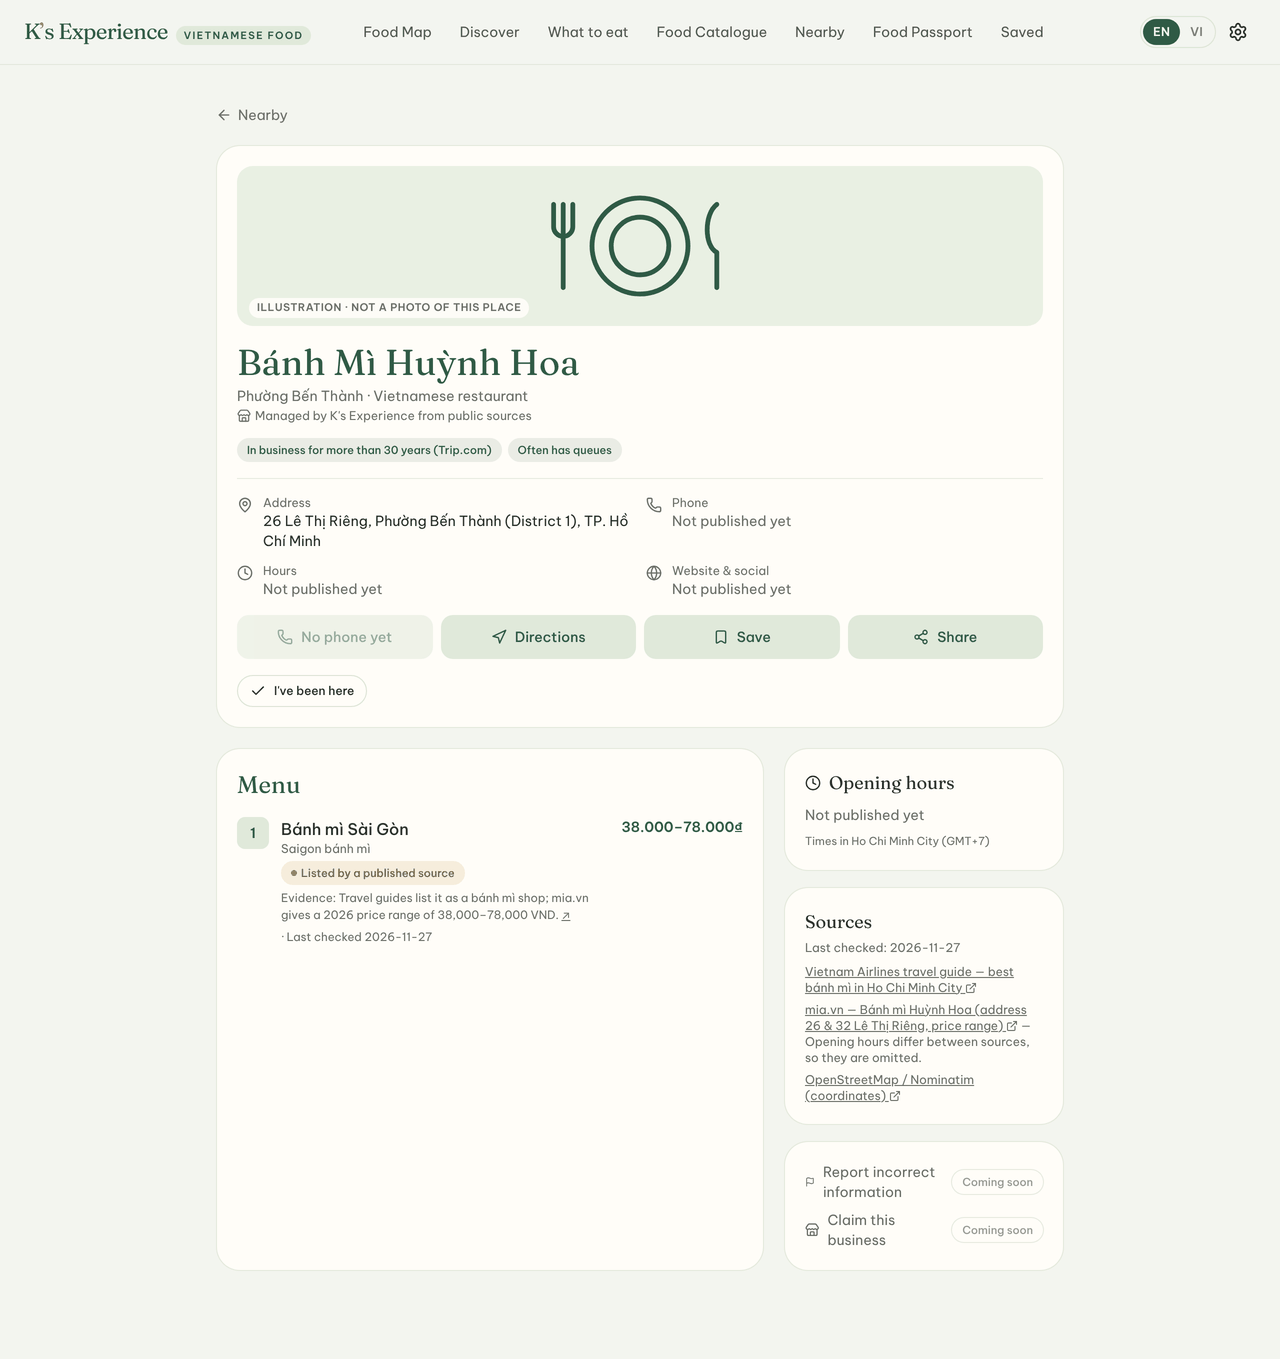 K's Experience VIETNAMESE FOOD Food Map Discover What to eat Food Catalogue Nearby Food Passport Saved EN VI
← Nearby
ILLUSTRATION · NOT A PHOTO OF THIS PLACE
Bánh Mì Huỳnh Hoa
Phường Bến Thành · Vietnamese restaurant
Managed by K's Experience from public sources
In business for more than 30 years (Trip.com) Often has queues
Address
26 Lê Thị Riêng, Phường Bến Thành (District 1), TP. Hồ
Chí Minh
Phone
Not published yet
Hours
Not published yet
Website & social
Not published yet
No phone yet Directions Save Share
I've been here
Menu
1 Bánh mì Sài Gòn 38.000–78.000₫
Saigon bánh mì
Listed by a published source
Evidence: Travel guides list it as a bánh mì shop; mia.vn
gives a 2026 price range of 38,000–78,000 VND. ↗
· Last checked 2026-11-27
Opening hours
Not published yet
Times in Ho Chi Minh City (GMT+7)
Sources
Last checked: 2026-11-27
Vietnam Airlines travel guide — best
bánh mì in Ho Chi Minh City
mia.vn — Bánh mì Huỳnh Hoa (address
26 & 32 Lê Thị Riêng, price range) —
Opening hours differ between sources,
so they are omitted.
OpenStreetMap / Nominatim
(coordinates)
Report incorrect
information
Coming soon
Claim this
business
Coming soon